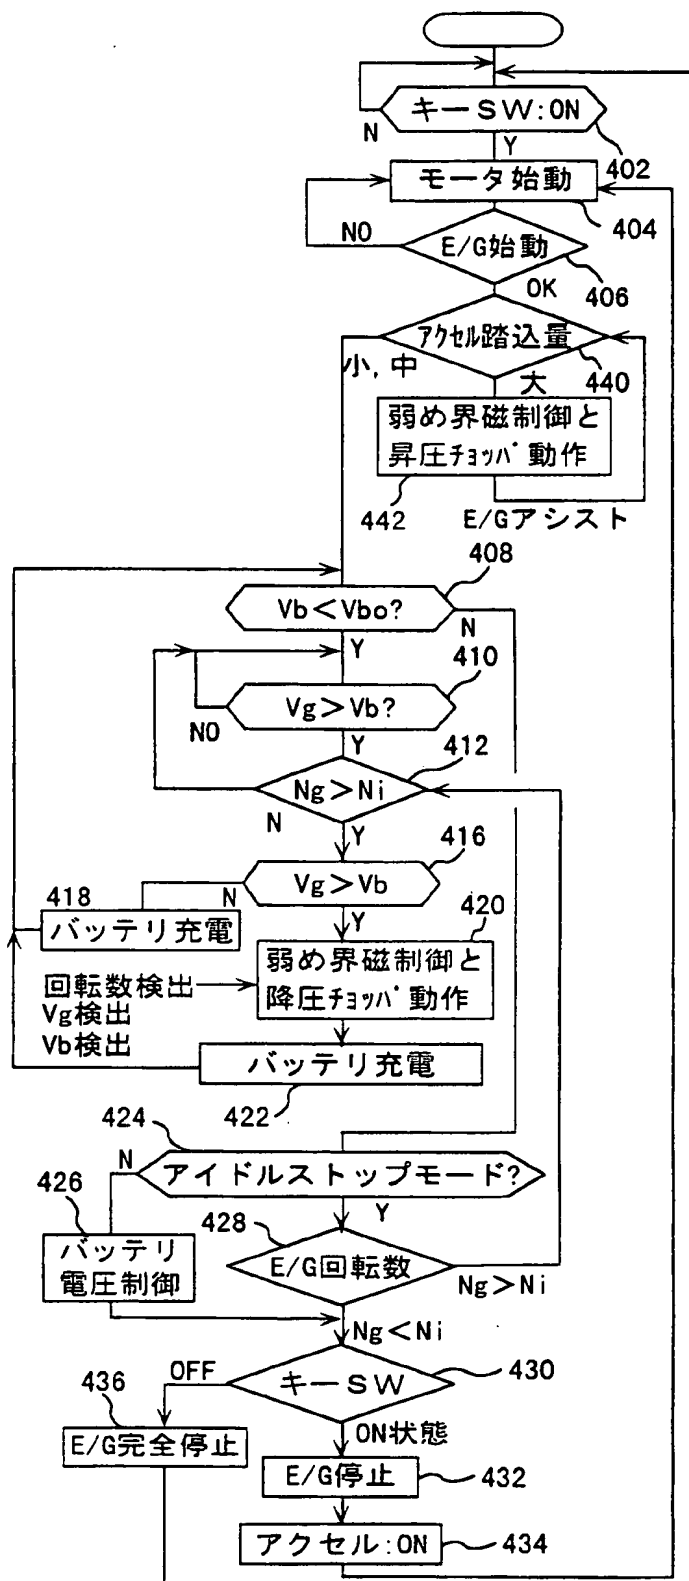 キーSW:ON
N
Y
402
モータ始動
404
NO
E/G始動
406
OK
アクセル踏込量
440
小,中
大
弱め界磁制御と
昇圧チョッパ動作
442
E/Gアシスト
408
Vb<Vbo?
N
Y
410
Vg>Vb?
NO
Y
412
Ng>Ni
N
Y
416
Vg>Vb
418
N
Y
バッテリ充電
420
弱め界磁制御と
降圧チョッパ動作
回転数検出
Vg検出
Vb検出
バッテリ充電
422
424
N
アイドルストップモード?
426
Y
428
バッテリ
電圧制御
E/G回転数
Ng>Ni
Ng<Ni
OFF
430
キーSW
436
ON状態
E/G完全停止
E/G停止
432
アクセル:ON
434